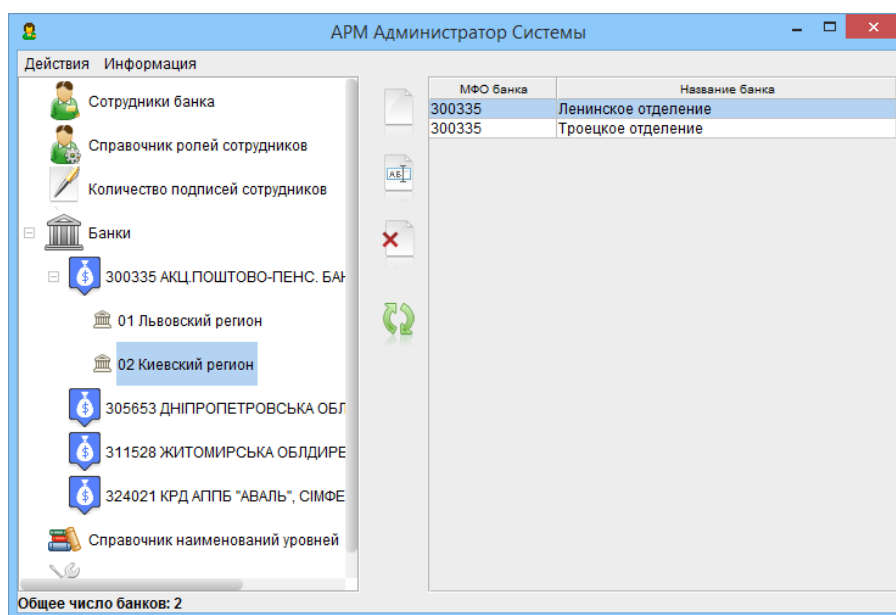 АРМ Администратор Системы
Действия Информация
Сотрудники банка
Справочник ролей сотрудников
Количество подписей сотрудников
Банки
300335 АКЦ.ПОШТОВО-ПЕНС. БАН
01 Львовский регион
02 Киевский регион
305653 ДНІПРОПЕТРОВСЬКА ОБЛ
311528 ЖИТОМИРСЬКА ОБЛДИРЕ
324021 КРД АППБ "АВАЛЬ", СІМФЕ
Справочник наименований уровней
АБ
МФО банка Название банка
300335 Ленинское отделение
300335 Троецкое отделение
Общее число банков: 2